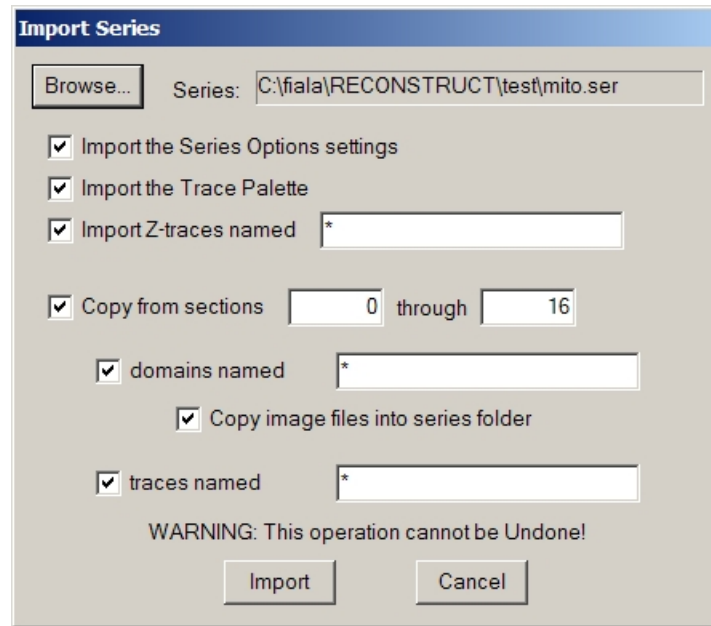 Import Series
Browse... Series: C:\fiala\RECONSTRUCT\test\mito.ser
Import the Series Options settings
Import the Trace Palette
Import Z-traces named *
Copy from sections 0 through 16
domains named *
Copy image files into series folder
traces named *
WARNING: This operation cannot be Undone!
Import Cancel